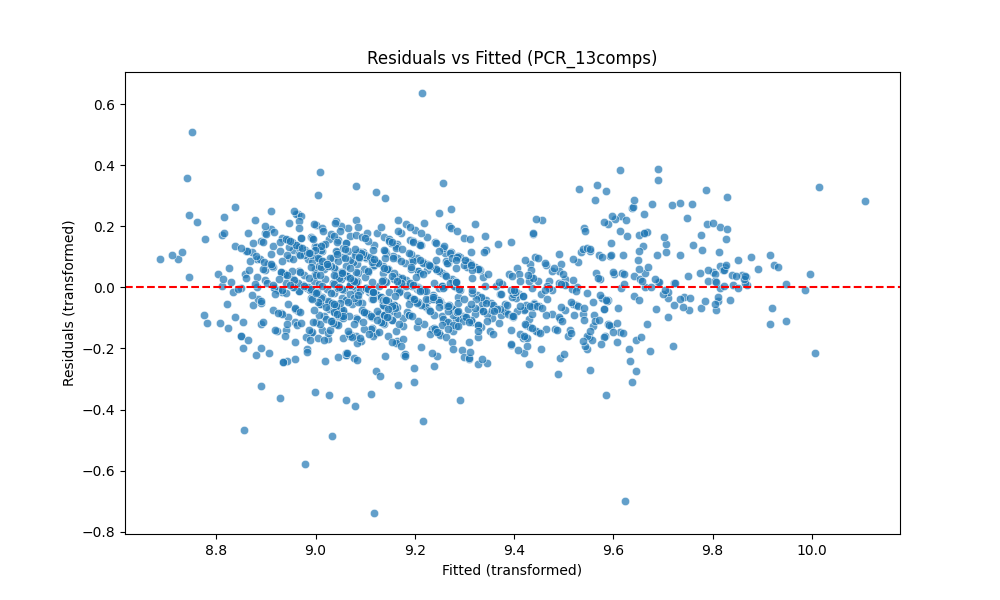 Residuals vs Fitted (PCR_13comps)
Residuals (transformed)
0.6
0.4
0.2
0.0
−0.2
−0.4
−0.6
−0.8
8.8 9.0 9.2 9.4 9.6 9.8 10.0
Fitted (transformed)